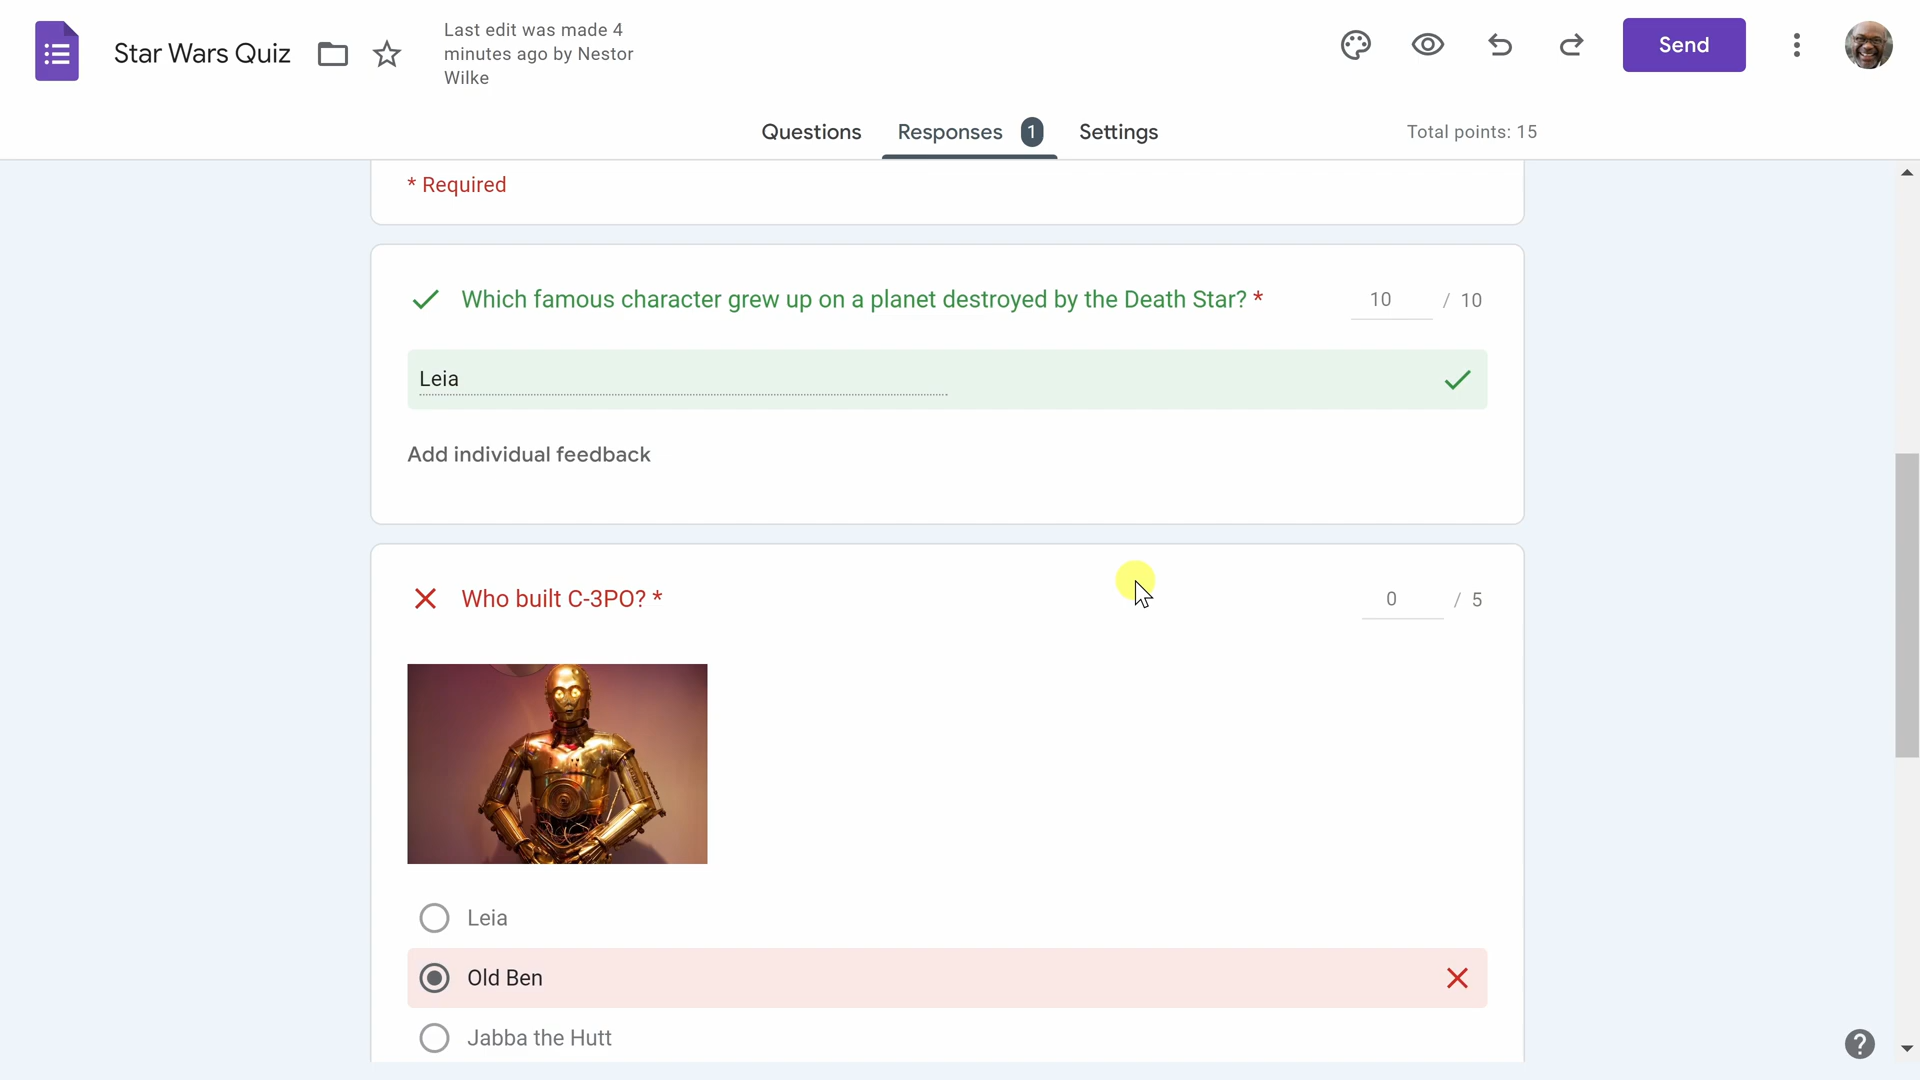 Star Wars Quiz
Last edit was made 4
minutes ago by Nestor
Wilke
Send
Questions
Responses 1
Settings
Total points: 15
* Required
Which famous character grew up on a planet destroyed by the Death Star? *
10 / 10
Leia
Add individual feedback
Who built C-3PO? *
0 / 5
Leia
Old Ben
Jabba the Hutt